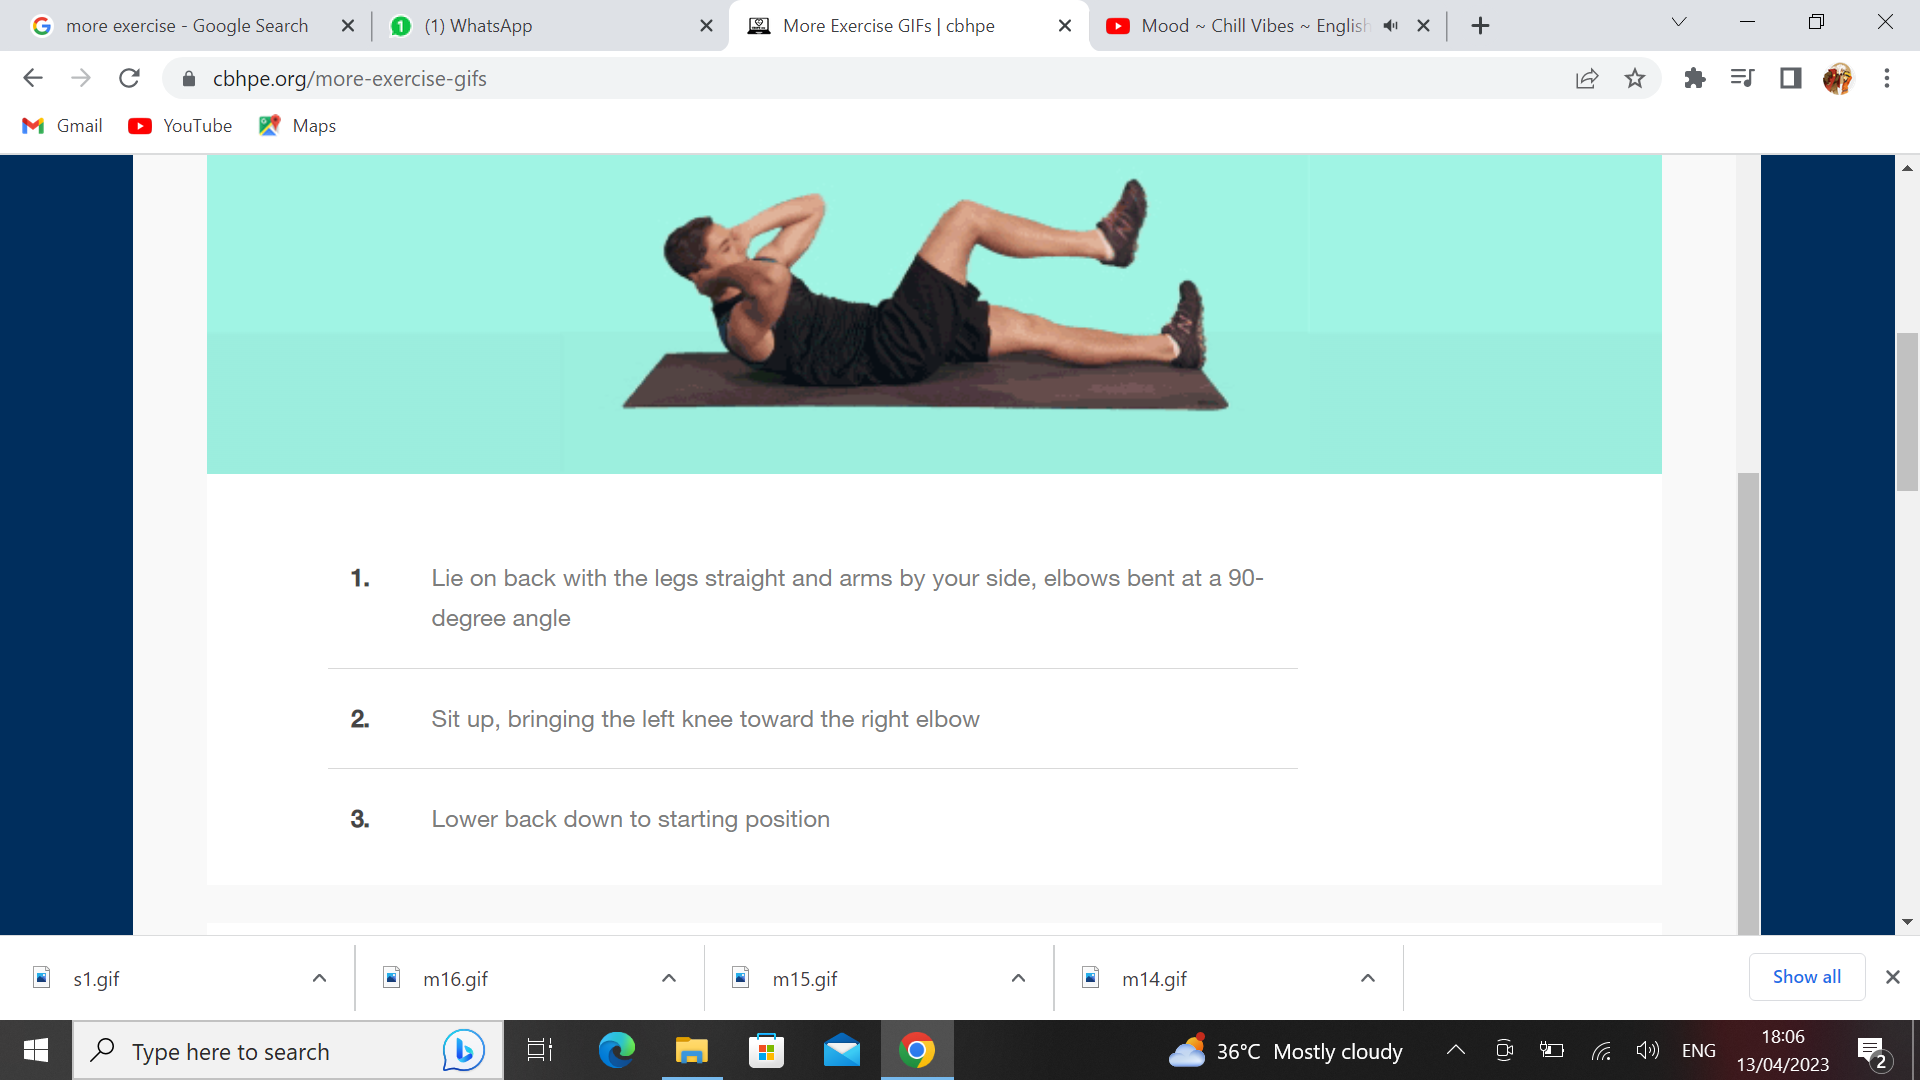 more exercise - Google Search
(1) WhatsApp
More Exercise GIFs | cbhpe
Mood ~ Chill Vibes ~ English
cbhpe.org/more-exercise-gifs
Gmail
YouTube
Maps
1. Lie on back with the legs straight and arms by your side, elbows bent at a 90-
degree angle
2. Sit up, bringing the left knee toward the right elbow
3. Lower back down to starting position
s1.gif
m16.gif
m15.gif
m14.gif
Show all
Type here to search
36°C Mostly cloudy
ENG
18:06
13/04/2023
2